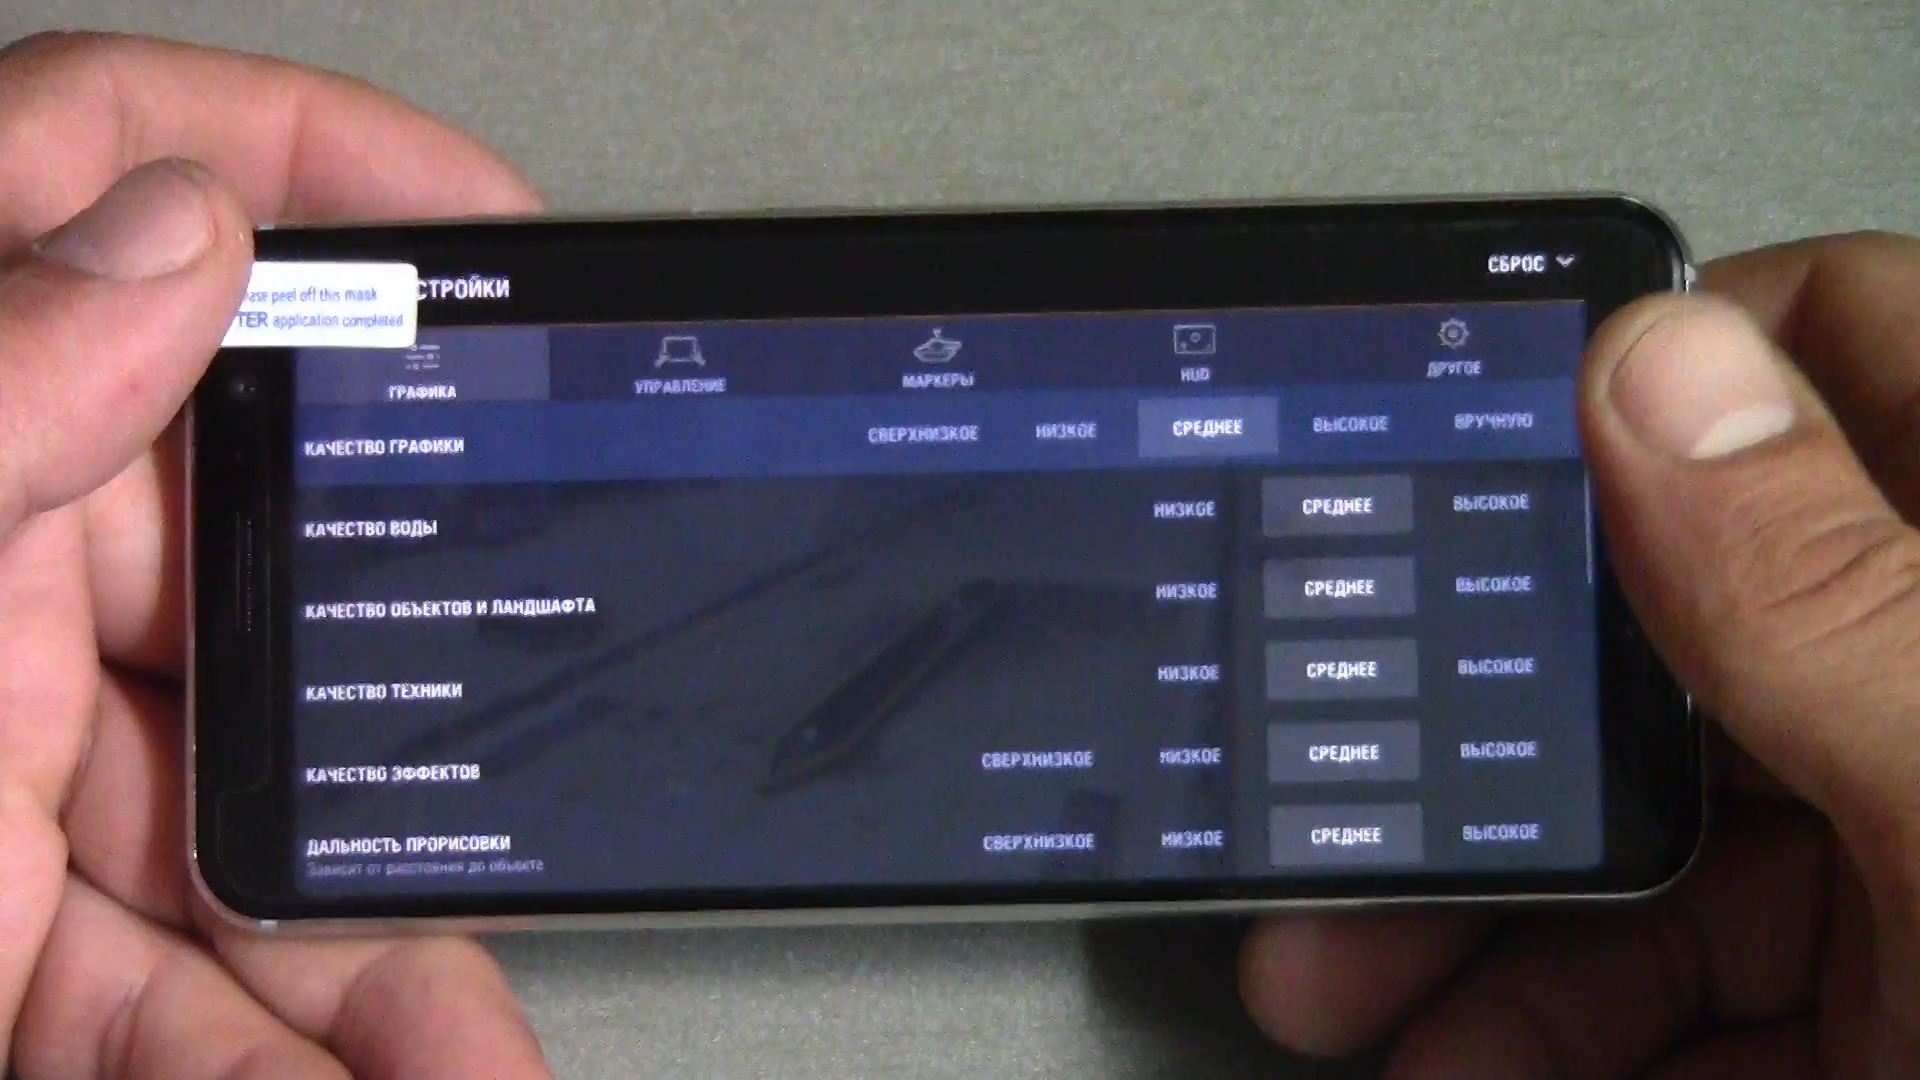 СБРОС
СТРОЙКИ
peel off this mask
TER application completed
ГРАФИКА
УПРАВЛЕНИЕ
МАРКЕРЫ
HUD
ДРУГОЕ
КАЧЕСТВО ГРАФИКИ СВЕРХНИЗКОЕ НИЗКОЕ СРЕДНЕЕ ВЫСОКОЕ ВРУЧНУЮ
КАЧЕСТВО ВОДЫ НИЗКОЕ СРЕДНЕЕ ВЫСОКОЕ
КАЧЕСТВО ОБЪЕКТОВ И ЛАНДШАФТА НИЗКОЕ СРЕДНЕЕ ВЫСОКОЕ
КАЧЕСТВО ТЕХНИКИ НИЗКОЕ СРЕДНЕЕ ВЫСОКОЕ
КАЧЕСТВО ЭФФЕКТОВ СВЕРХНИЗКОЕ НИЗКОЕ СРЕДНЕЕ ВЫСОКОЕ
ДАЛЬНОСТЬ ПРОРИСОВКИ СВЕРХНИЗКОЕ НИЗКОЕ СРЕДНЕЕ ВЫСОКОЕ
Зависит от расстояния до объекта